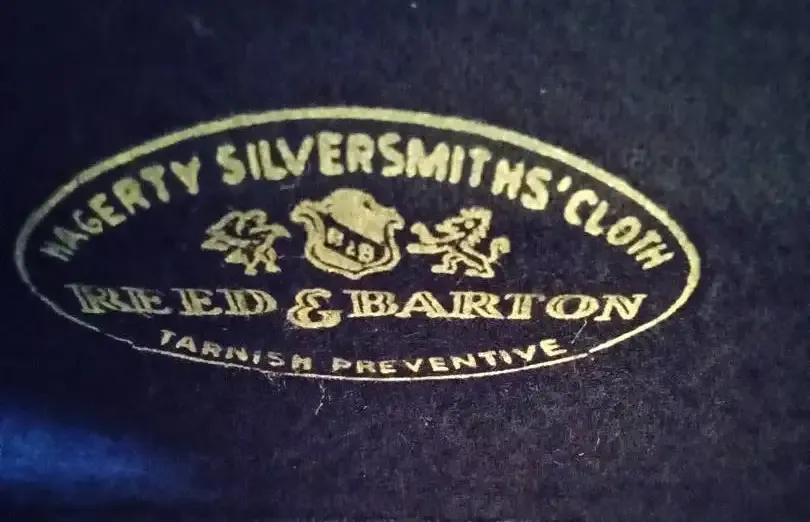 HAGERTY SILVERSMITHS' CLOTH
R & B
REED & BARTON
TARNISH PREVENTIVE